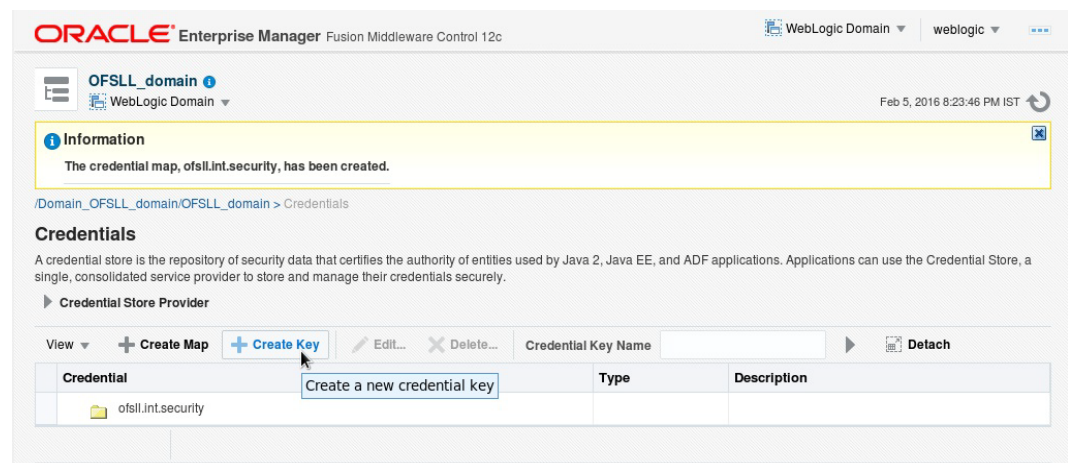 ORACLE Enterprise Manager Fusion Middleware Control 12c
WebLogic Domain weblogic
OFSLL_domain
WebLogic Domain
Feb 5, 2016 8:23:46 PM IST
Information
The credential map, ofsll.int.security, has been created.
/Domain_OFSLL_domain/OFSLL_domain > Credentials
Credentials
A credential store is the repository of security data that certifies the authority of entities used by Java 2, Java EE, and ADF applications. Applications can use the Credential Store, a
single, consolidated service provider to store and manage their credentials securely.
Credential Store Provider
View Create Map Create Key Edit... Delete... Credential Key Name Detach
Credential Type Description
Create a new credential key
ofsll.int.security